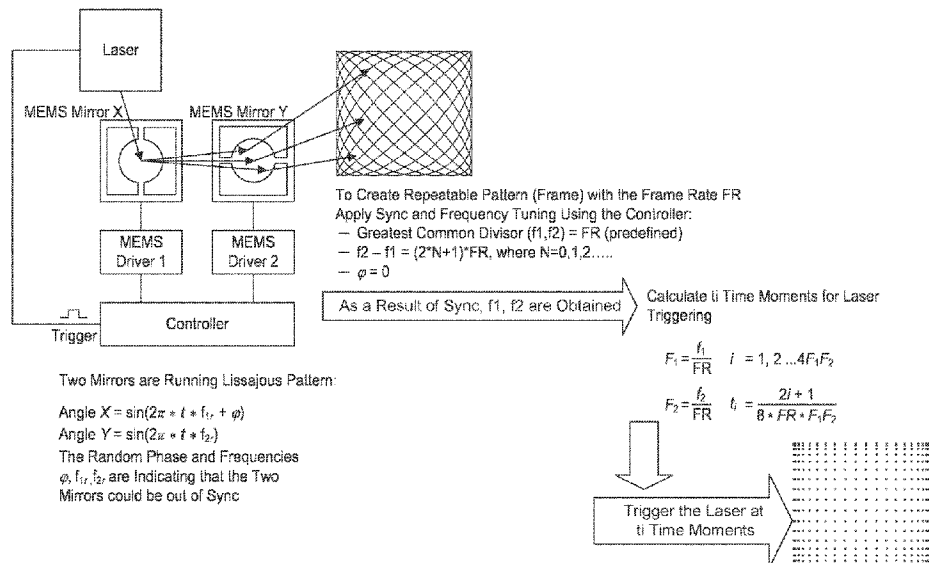 Laser
MEMS Mirror X
MEMS Mirror Y
MEMS
Driver 1
MEMS
Driver 2
Controller
Trigger
To Create Repeatable Pattern (Frame) with the Frame Rate FR
Apply Sync and Frequency Tuning Using the Controller:
— Greatest Common Divisor (f1,f2) = FR (predefined)
— f2 – f1 = (2*N+1)*FR, where N=0,1,2.....
— φ = 0
As a Result of Sync, f1, f2 are Obtained
Calculate ti Time Moments for Laser
Triggering
F₁ = f₁/FR   i = 1, 2 ...4F₁F₂
F₂ = f₂/FR   tᵢ = 2i + 1/8 * FR * F₁F₂
Two Mirrors are Running Lissajous Pattern:
Angle X = sin(2π * t * f₁ᵣ + φ)
Angle Y = sin(2π * t * f₂ᵣ)
The Random Phase and Frequencies
φ, f₁ᵣ, f₂ᵣ are Indicating that the Two
Mirrors could be out of Sync
Trigger the Laser at
ti Time Moments